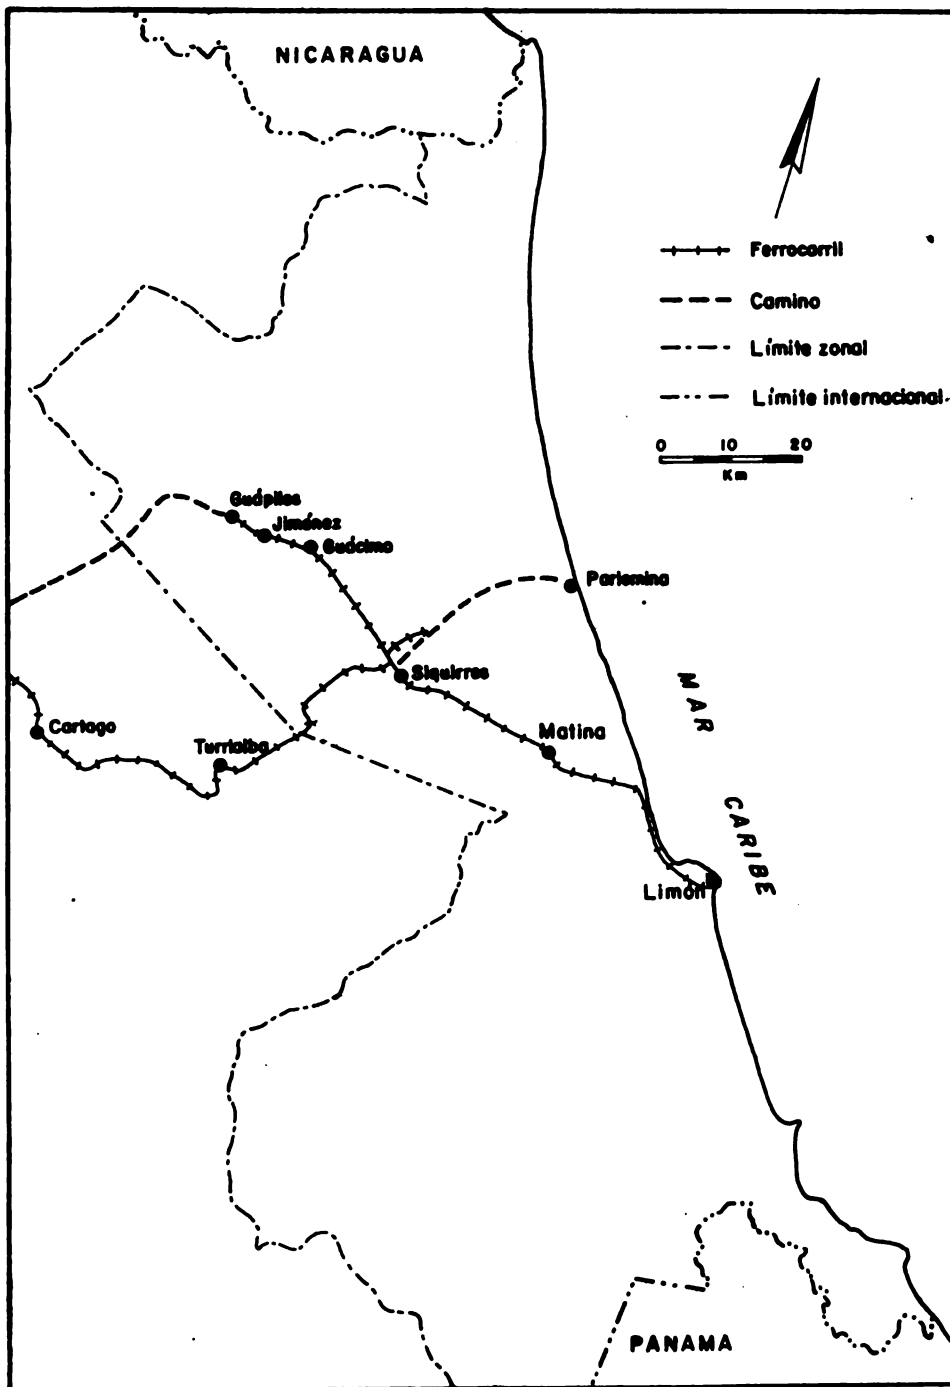 NICARAGUA
Ferrocarril
Camino
Límite zonal
Límite internacional
0 10 20
Km
Guápiles
Jiménez
Guácimo
Parismina
Siquirres
MAR CARIBE
Cartago
Turrialba
Matina
Limón
PANAMA